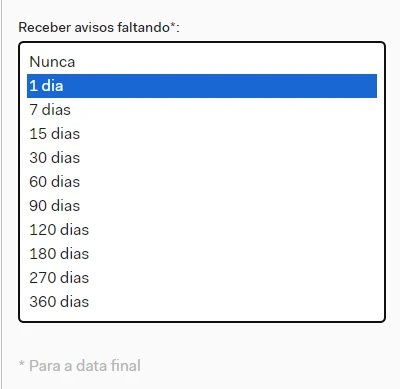 Receber avisos faltando*:
Nunca
1 dia
7 dias
15 dias
30 dias
60 dias
90 dias
120 dias
180 dias
270 dias
360 dias
* Para a data final